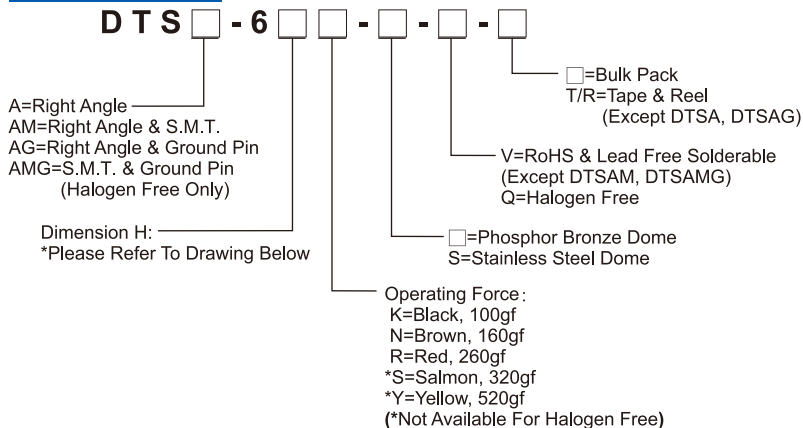 DTS□-6□□-□-□-□
□=Bulk Pack
T/R=Tape & Reel
(Except DTSA, DTSAG)
A=Right Angle
AM=Right Angle & S.M.T.
AG=Right Angle & Ground Pin
AMG=S.M.T. & Ground Pin
(Halogen Free Only)
V=RoHS & Lead Free Solderable
(Except DTSAM, DTSAMG)
Q=Halogen Free
Dimension H:
*Please Refer To Drawing Below
□=Phosphor Bronze Dome
S=Stainless Steel Dome
Operating Force:
K=Black, 100gf
N=Brown, 160gf
R=Red, 260gf
*S=Salmon, 320gf
*Y=Yellow, 520gf
(*Not Available For Halogen Free)